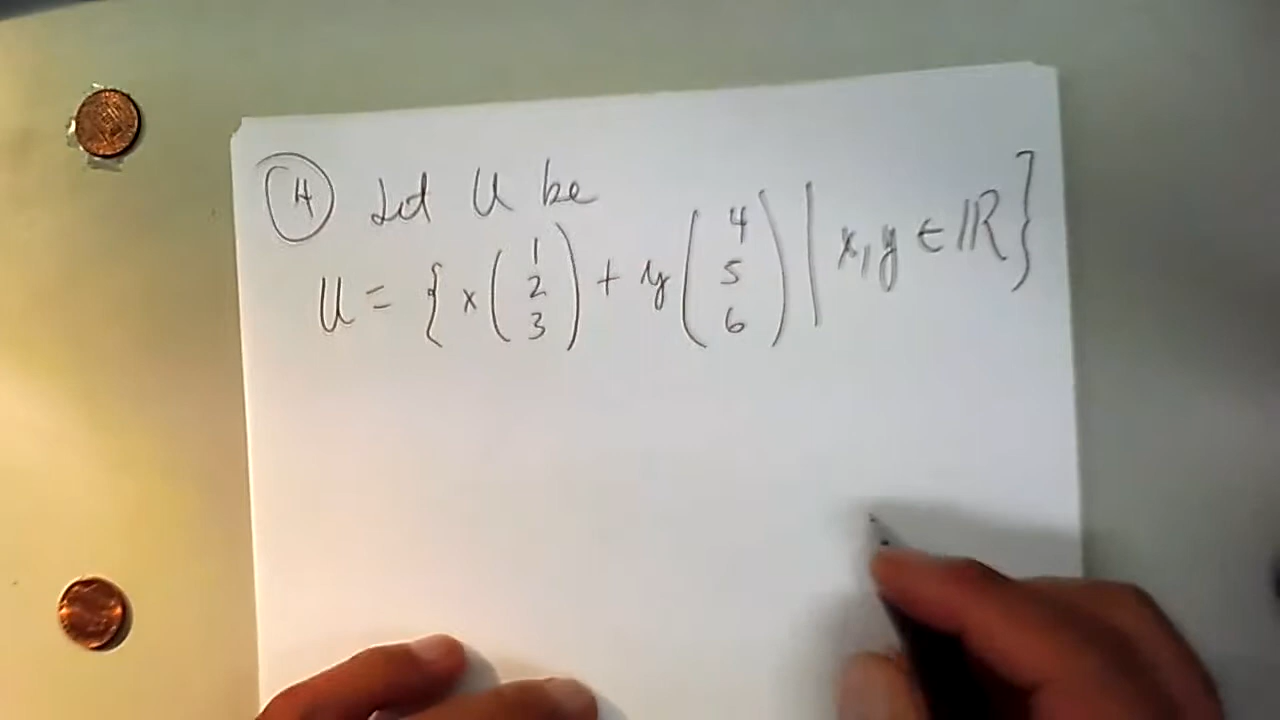 4 Let U be
U = { x (1 2 3) + y (4 5 6) | x, y ∈ ℝ }